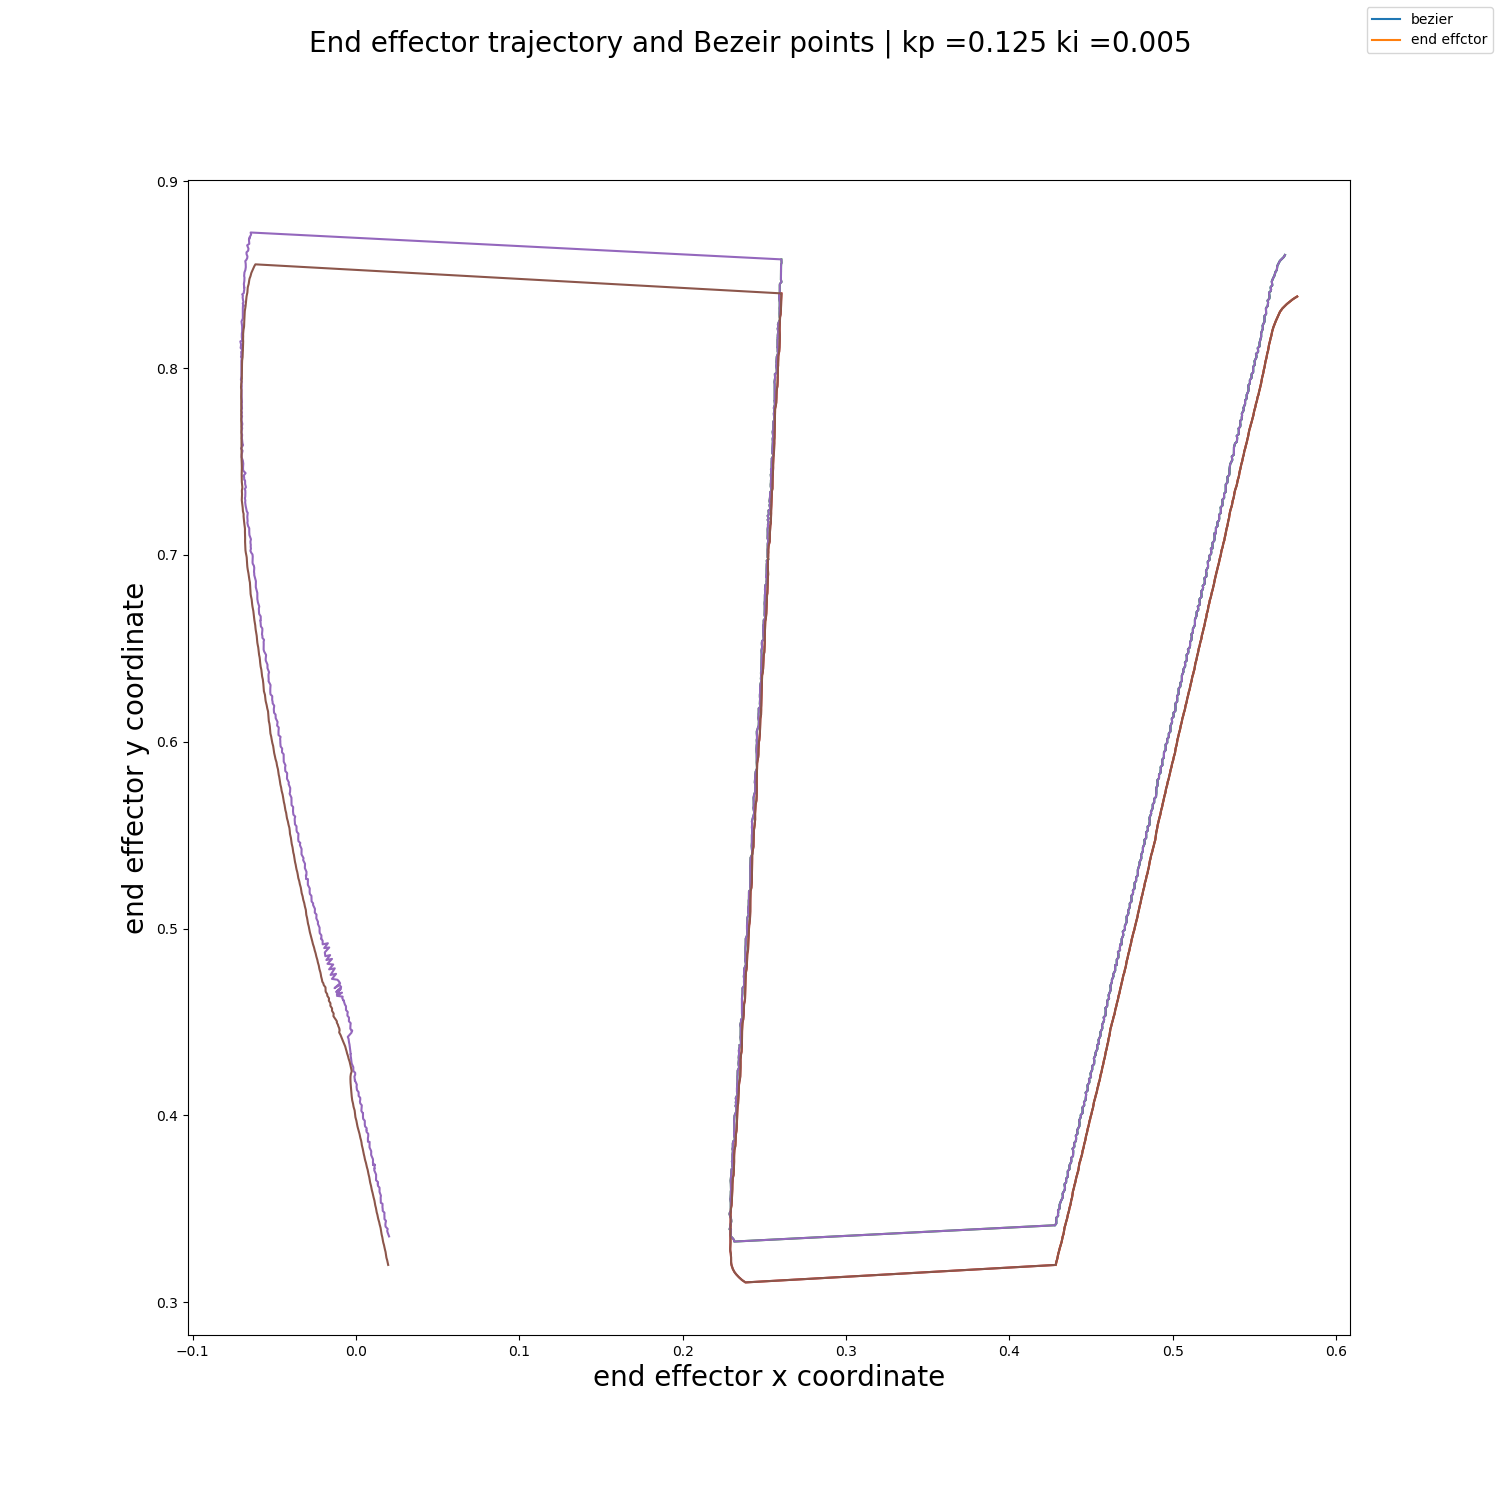 bezier
end effctor
End effector trajectory and Bezeir points | kp =0.125 ki =0.005
0.9
0.8
0.7
0.6
0.5
0.4
0.3
end effector y coordinate
−0.1 0.0 0.1 0.2 0.3 0.4 0.5 0.6
end effector x coordinate